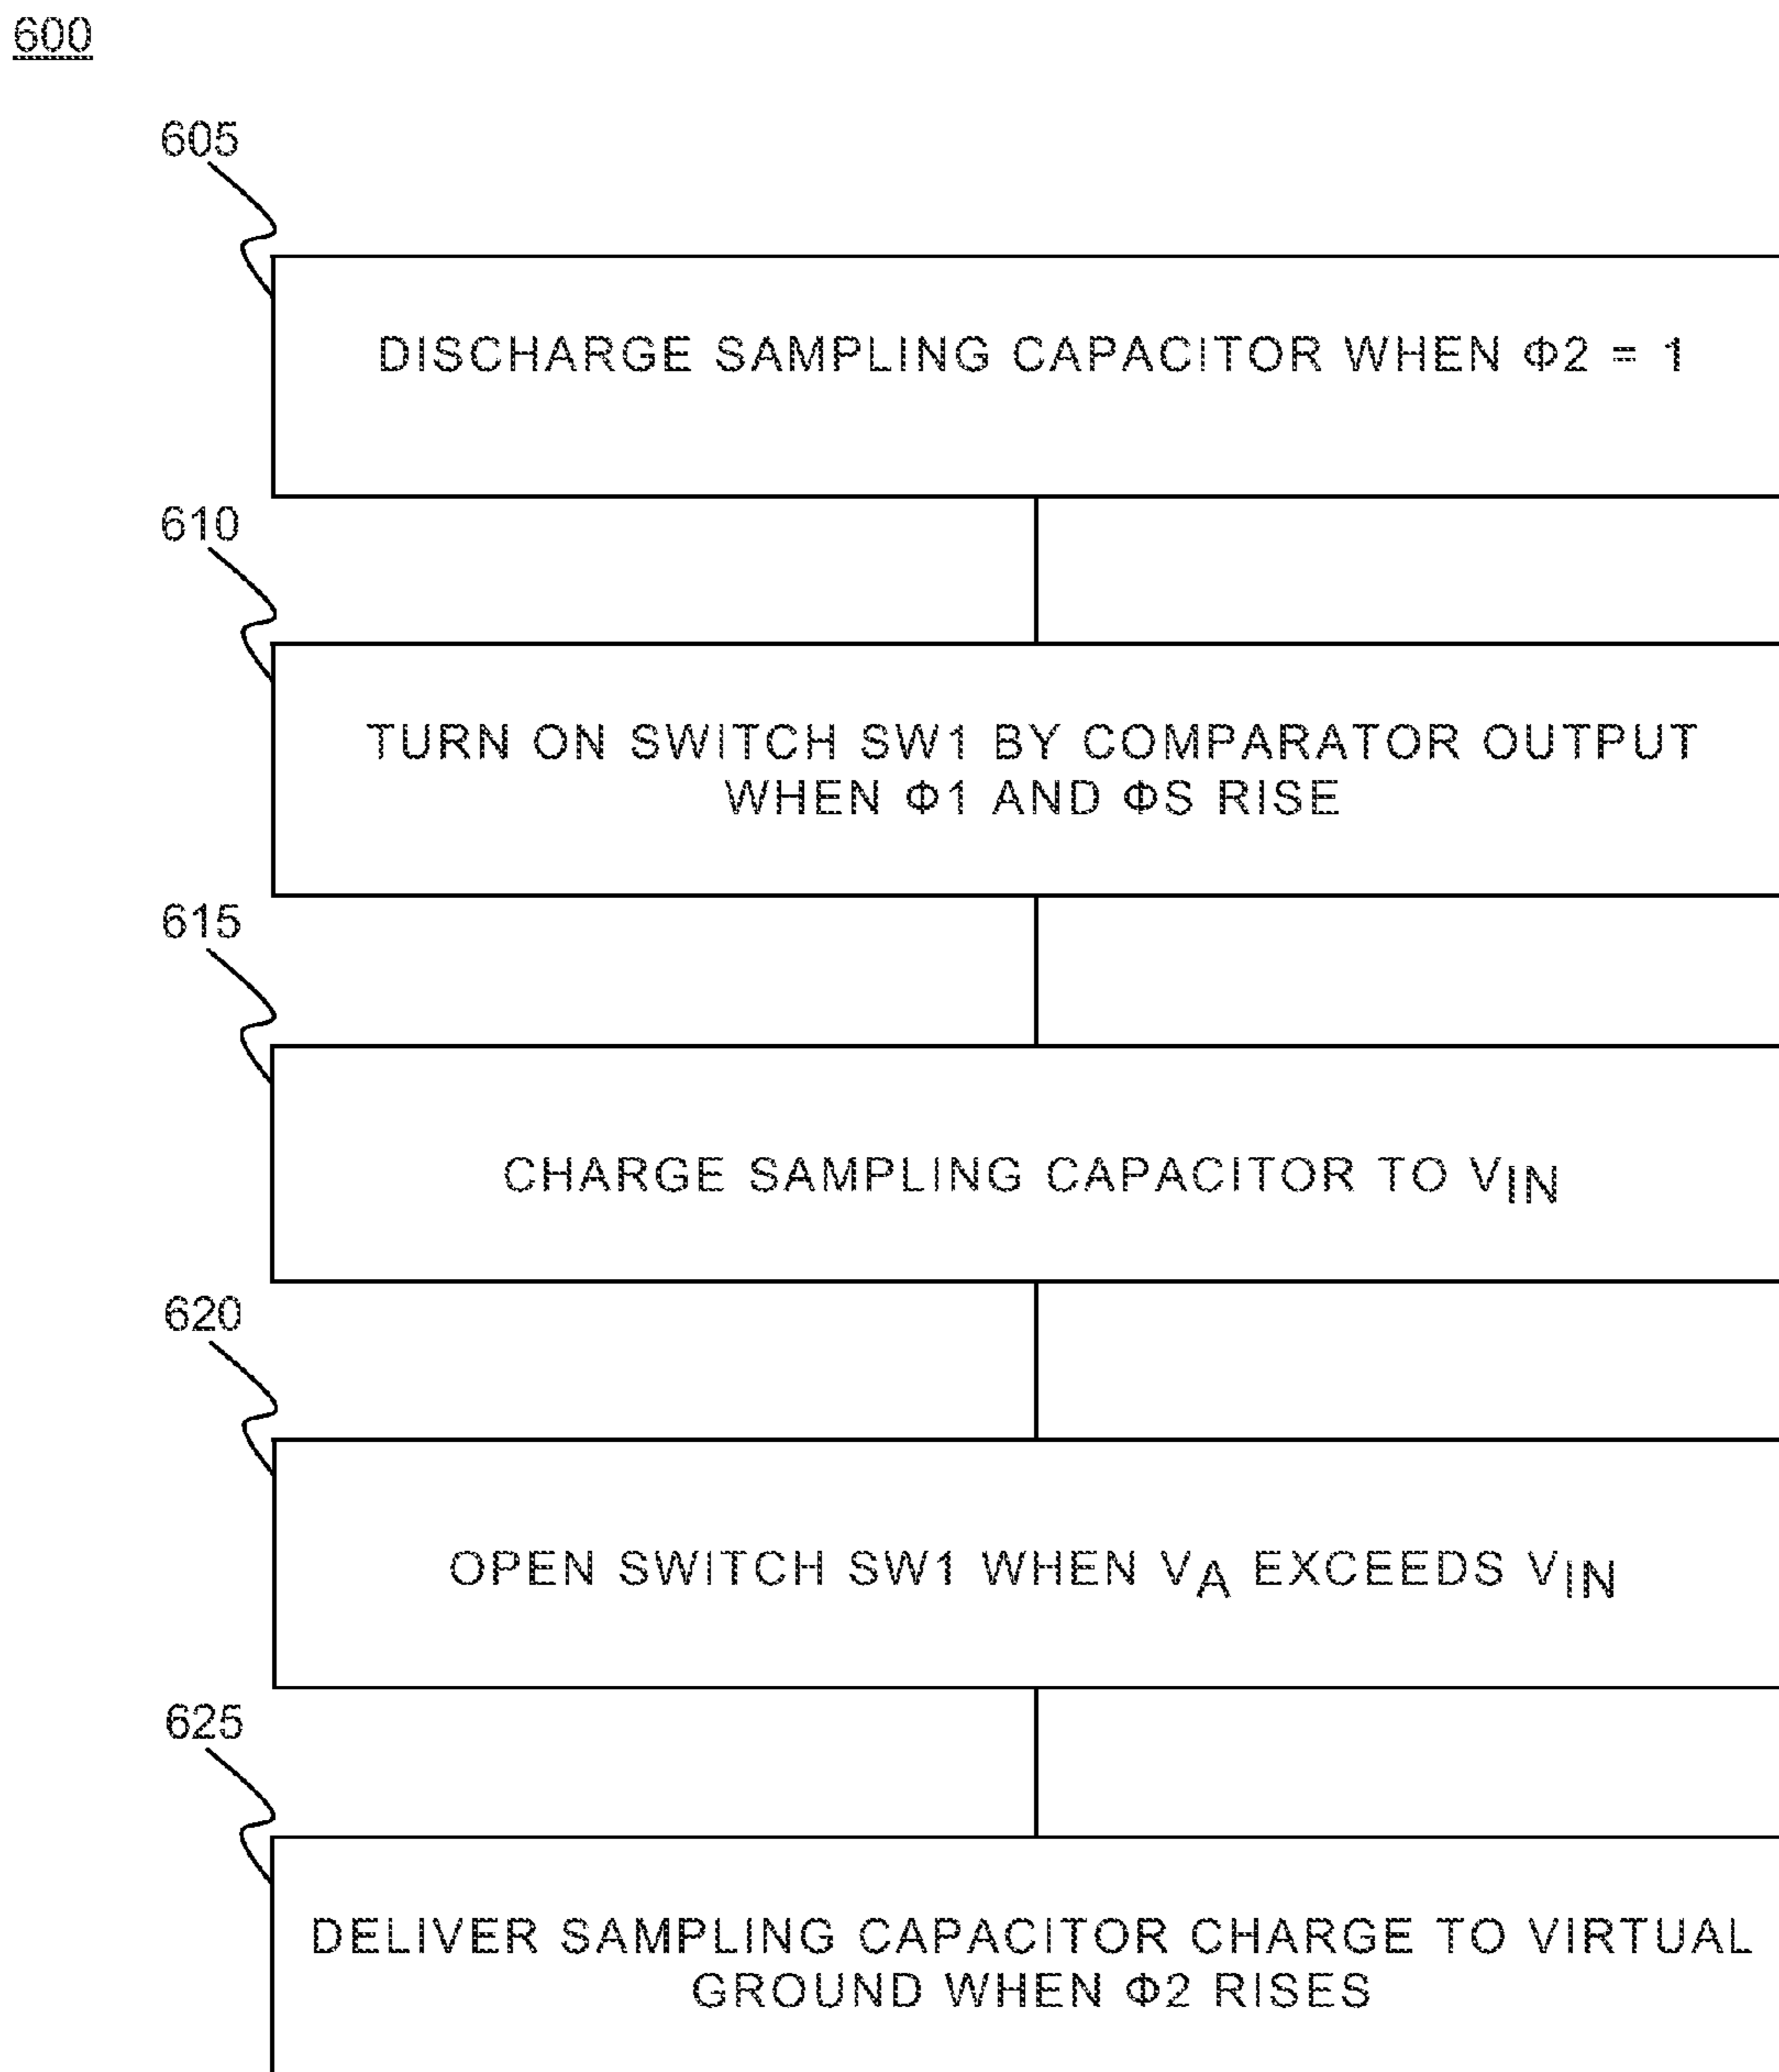 600
605
DISCHARGE SAMPLING CAPACITOR WHEN Φ2 = 1
610
TURN ON SWITCH SW1 BY COMPARATOR OUTPUT
WHEN Φ1 AND ΦS RISE
615
CHARGE SAMPLING CAPACITOR TO VIN
620
OPEN SWITCH SW1 WHEN VA EXCEEDS VIN
625
DELIVER SAMPLING CAPACITOR CHARGE TO VIRTUAL
GROUND WHEN Φ2 RISES